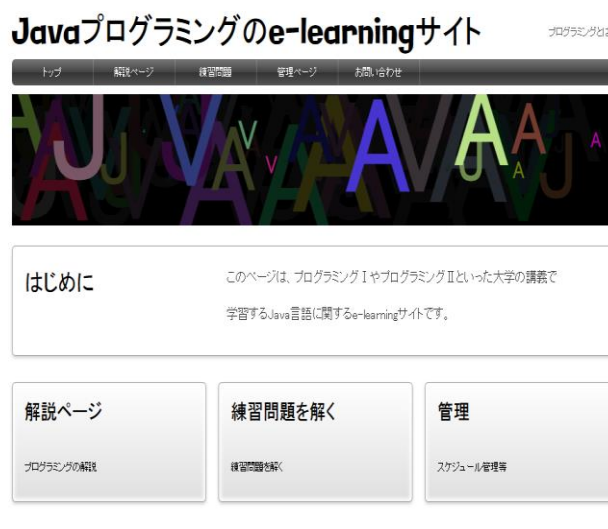 Javaプログラミングのe-learningサイト
トップ 解説ページ 練習問題 管理ページ お問い合わせ
はじめに
このページは、プログラミングⅠやプログラミングⅡといった大学の講義で
学習するJava言語に関するe-learningサイトです。
解説ページ 練習問題を解く 管理
プログラミングの解説 練習問題を解く スケジュール管理等